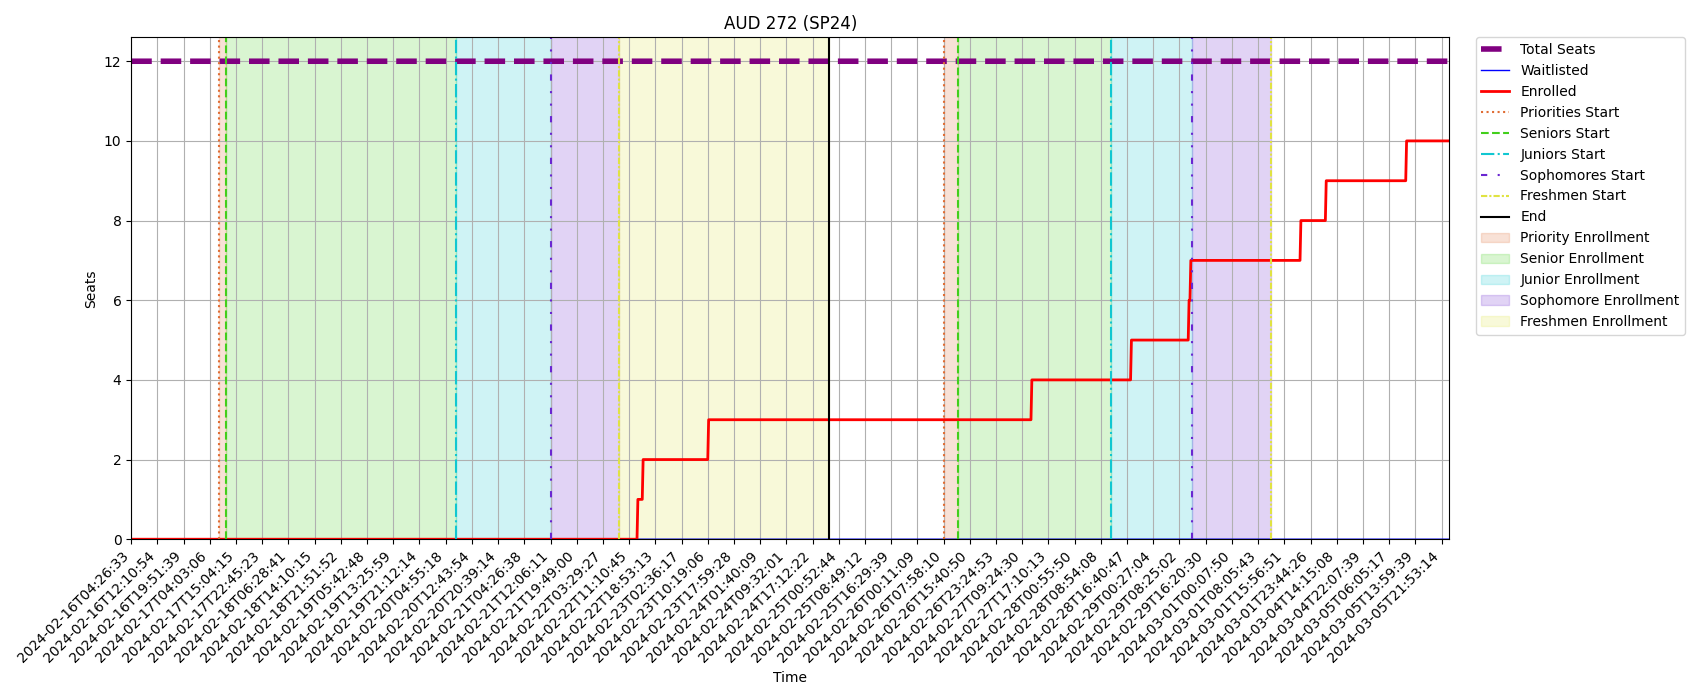 AUD 272 (SP24)
Seats
12
10
8
6
4
2
0
2024-02-16T04:26:33
2024-02-16T12:10:54
2024-02-16T19:51:39
2024-02-17T04:03:06
2024-02-17T15:04:15
2024-02-17T22:45:23
2024-02-18T06:28:41
2024-02-18T14:10:15
2024-02-18T21:51:52
2024-02-19T05:42:48
2024-02-19T13:25:59
2024-02-19T21:12:14
2024-02-20T04:55:18
2024-02-20T12:43:54
2024-02-20T20:39:14
2024-02-21T04:26:38
2024-02-21T12:06:11
2024-02-21T19:49:00
2024-02-22T03:29:27
2024-02-22T11:10:45
2024-02-22T18:53:13
2024-02-23T02:36:17
2024-02-23T10:19:06
2024-02-23T17:59:28
2024-02-24T01:40:09
2024-02-24T09:32:01
2024-02-24T17:12:22
2024-02-25T00:52:44
2024-02-25T08:49:12
2024-02-25T16:29:39
2024-02-26T00:11:09
2024-02-26T07:58:10
2024-02-26T15:40:50
2024-02-26T23:24:53
2024-02-27T09:24:30
2024-02-27T17:10:13
2024-02-28T00:55:50
2024-02-28T08:54:08
2024-02-28T16:40:47
2024-02-29T00:27:04
2024-02-29T08:25:02
2024-02-29T16:20:30
2024-03-01T00:07:50
2024-03-01T08:05:43
2024-03-01T15:56:51
2024-03-01T23:44:26
2024-03-04T14:15:08
2024-03-04T22:07:39
2024-03-05T06:05:17
2024-03-05T13:59:39
2024-03-05T21:53:14
Time
Total Seats
Waitlisted
Enrolled
Priorities Start
Seniors Start
Juniors Start
Sophomores Start
Freshmen Start
End
Priority Enrollment
Senior Enrollment
Junior Enrollment
Sophomore Enrollment
Freshmen Enrollment